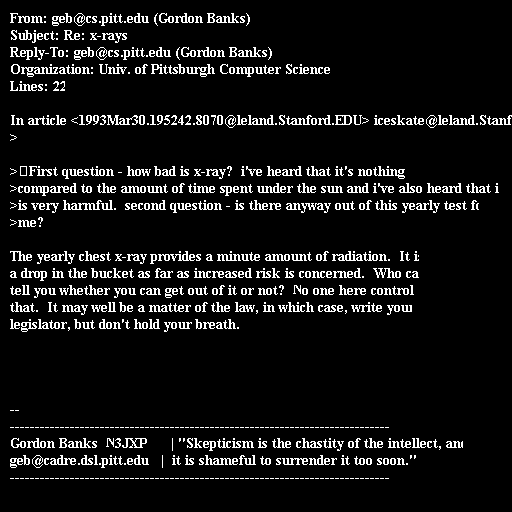 From: geb@cs.pitt.edu (Gordon Banks)
Subject: Re: x-rays
Reply-To: geb@cs.pitt.edu (Gordon Banks)
Organization: Univ. of Pittsburgh Computer Science
Lines: 22
In article <1993Mar30.195242.8070@leland.Stanford.EDU> iceskate@leland.Stanf
>
>First question - how bad is x-ray?  i've heard that it's nothing
>compared to the amount of time spent under the sun and i've also heard that i
>is very harmful.  second question - is there anyway out of this yearly test fo
>me?
The yearly chest x-ray provides a minute amount of radiation.  It is
a drop in the bucket as far as increased risk is concerned.  Who ca
tell you whether you can get out of it or not?  No one here control
that.  It may well be a matter of the law, in which case, write your
legislator, but don't hold your breath.
--
----------------------------------------------------------------------------
Gordon Banks  N3JXP      | "Skepticism is the chastity of the intellect, and
geb@cadre.dsl.pitt.edu   |  it is shameful to surrender it too soon."
----------------------------------------------------------------------------